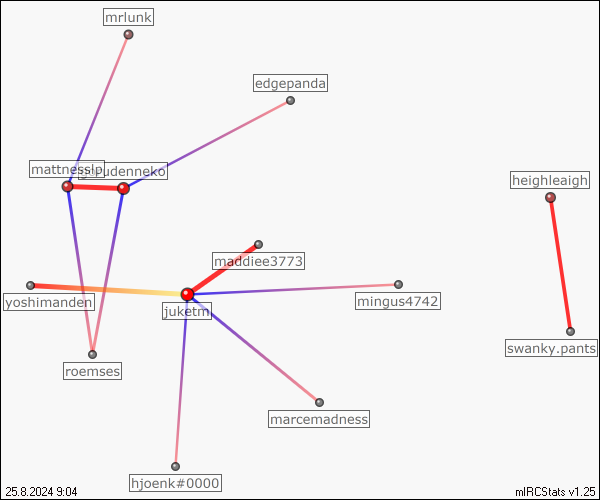 mrlunk
edgepanda
mattnesslp
heighleaigh
maddiee3773
yoshimanden
mingus4742
juketm
swanky.pants
roemses
marcemadness
hjoenk#0000
25.8.2024 9:04
mIRCStats v1.25